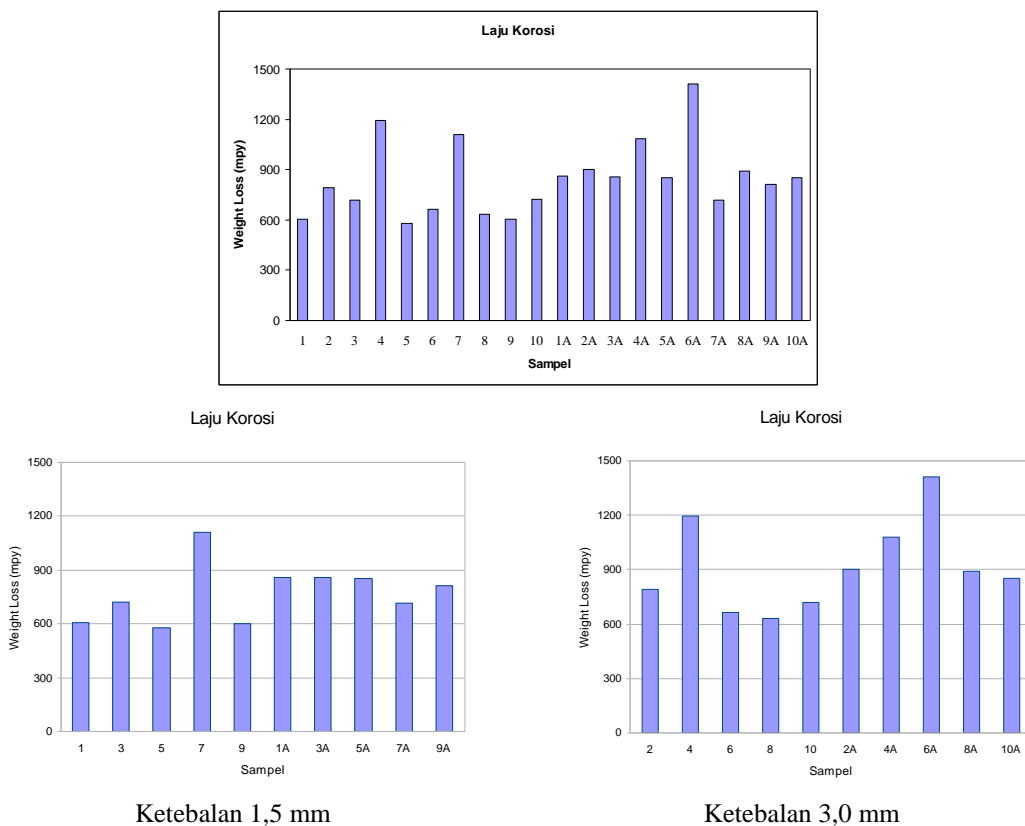 Laju Korosi
1500
1200
900
600
300
0
Weight Loss (mpy)
1 2 3 4 5 6 7 8 9 10 1A 2A 3A 4A 5A 6A 7A 8A 9A 10A
Sampel
Laju Korosi
1500
1200
900
600
300
0
Weight Loss (mpy)
1 3 5 7 9 1A 3A 5A 7A 9A
Sampel
Ketebalan 1,5 mm
Laju Korosi
1500
1200
900
600
300
0
Weight Loss (mpy)
2 4 6 8 10 2A 4A 6A 8A 10A
Sampel
Ketebalan 3,0 mm